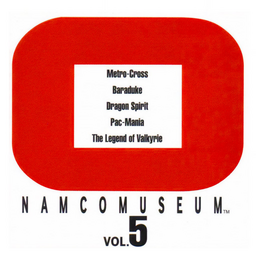 Metro-Cross
Baraduke
Dragon Spirit
Pac-Mania
The Legend of Valkyrie
NAMCOMUSEUM™
VOL.5